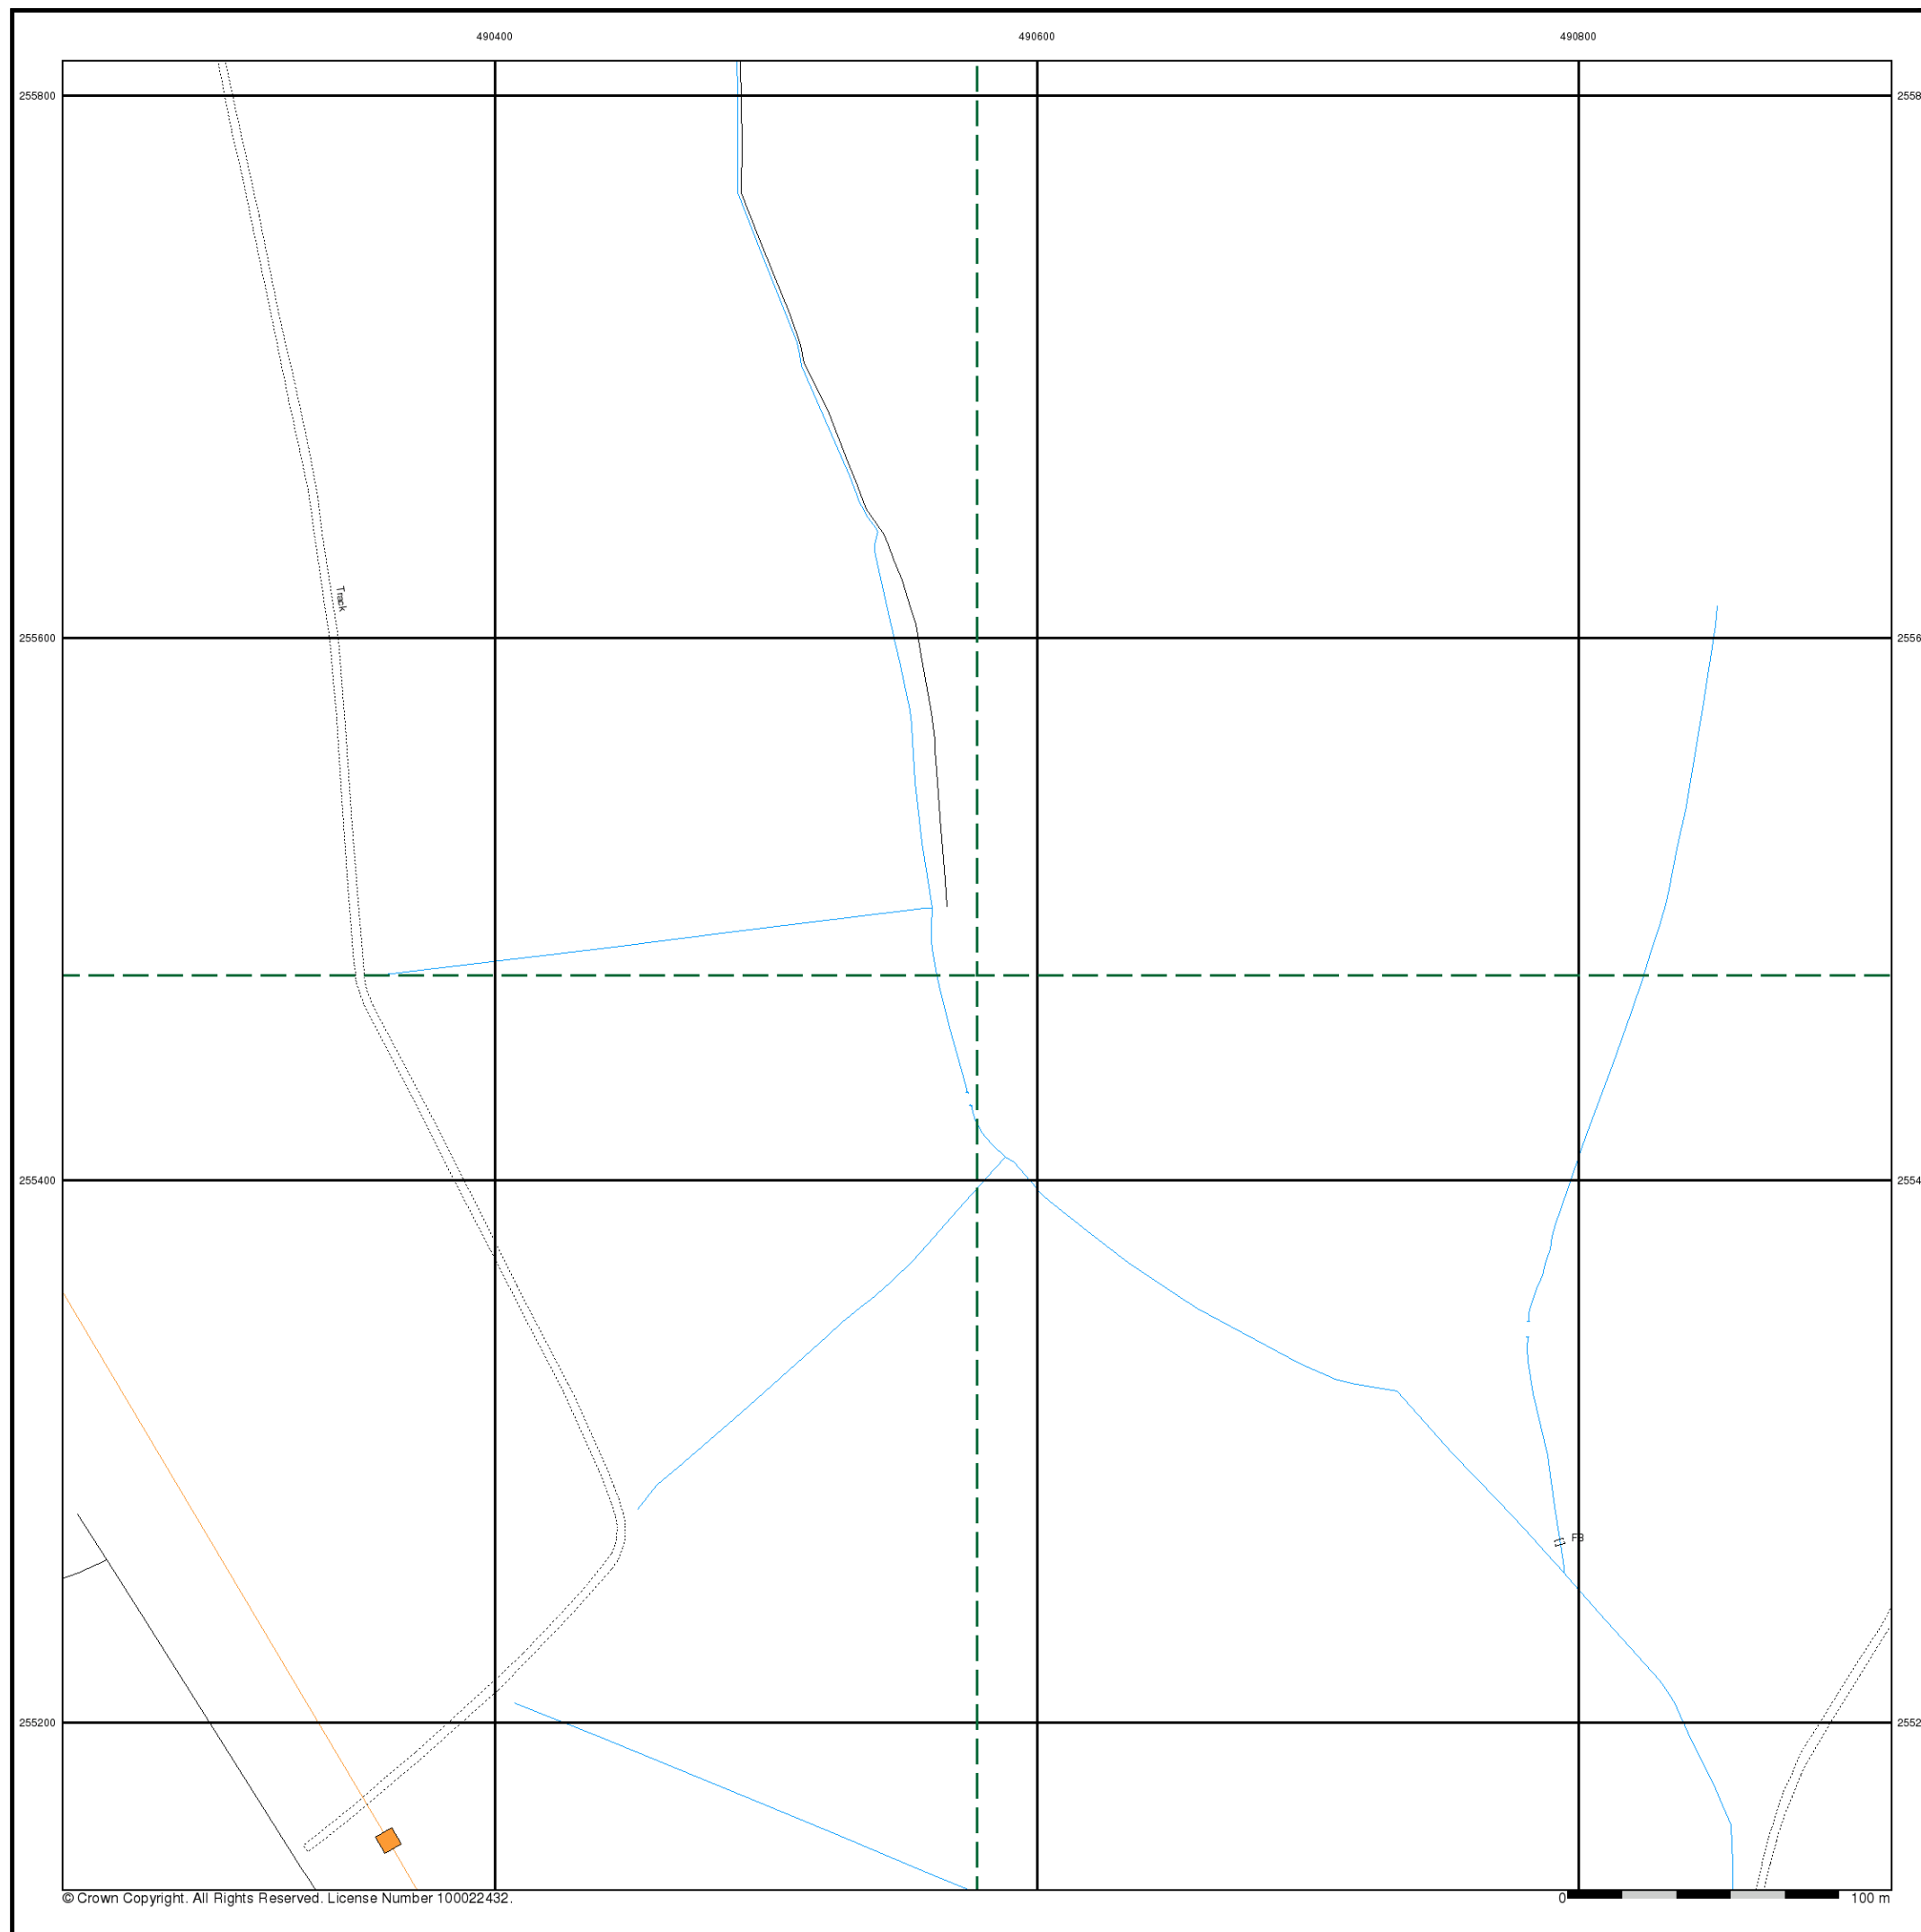 490400 490600 490800
255800 2558
Track
255600 2556
255400 2554
FB
255200 2552
© Crown Copyright. All Rights Reserved. License Number 100022432.
0 100 m